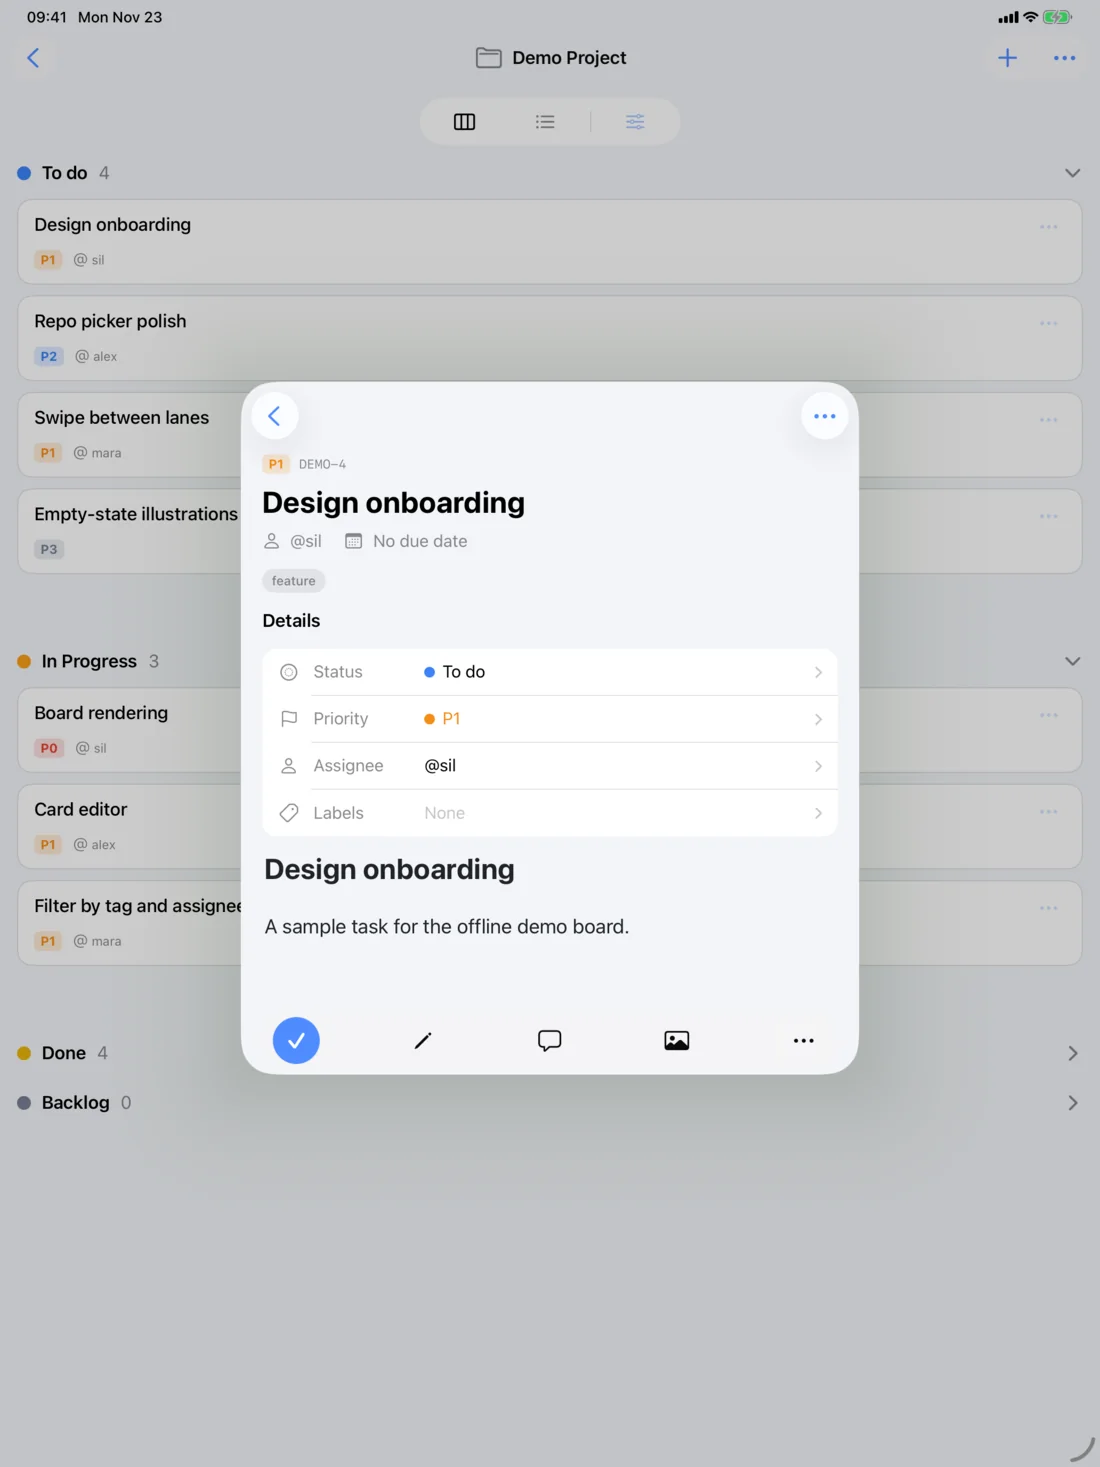 09:41 Mon Nov 23
Demo Project
To do 4
Design onboarding
P1 @ sil
Repo picker polish
P2 @ alex
Swipe between lanes
P1 @ mara
Empty-state illustrations
P3
In Progress 3
Board rendering
P0 @ sil
Card editor
P1 @ alex
Filter by tag and assignee
P1 @ mara
Done 4
Backlog 0
P1 DEMO-4
Design onboarding
@sil No due date
feature
Details
Status To do
Priority P1
Assignee @sil
Labels None
Design onboarding
A sample task for the offline demo board.